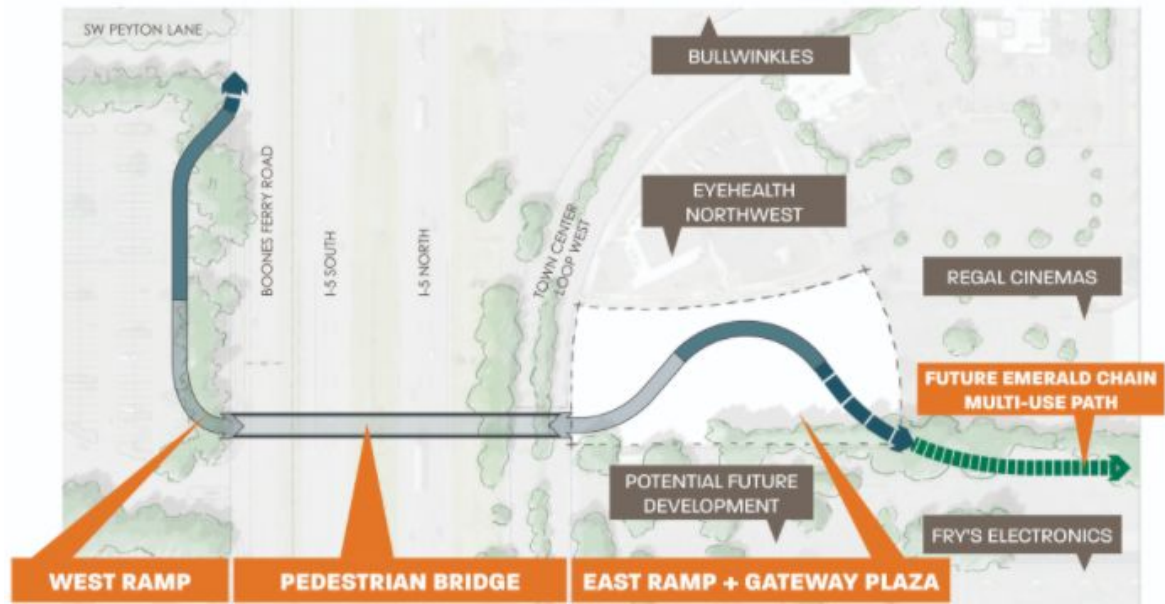 SW PEYTON LANE
BULLWINKLES
EYEHEALTH
NORTHWEST
BOONES FERRY ROAD
I-5 SOUTH
I-5 NORTH
TOWN CENTER
LOOP WEST
REGAL CINEMAS
FUTURE EMERALD CHAIN
MULTI-USE PATH
POTENTIAL FUTURE
DEVELOPMENT
FRY'S ELECTRONICS
WEST RAMP
PEDESTRIAN BRIDGE
EAST RAMP + GATEWAY PLAZA